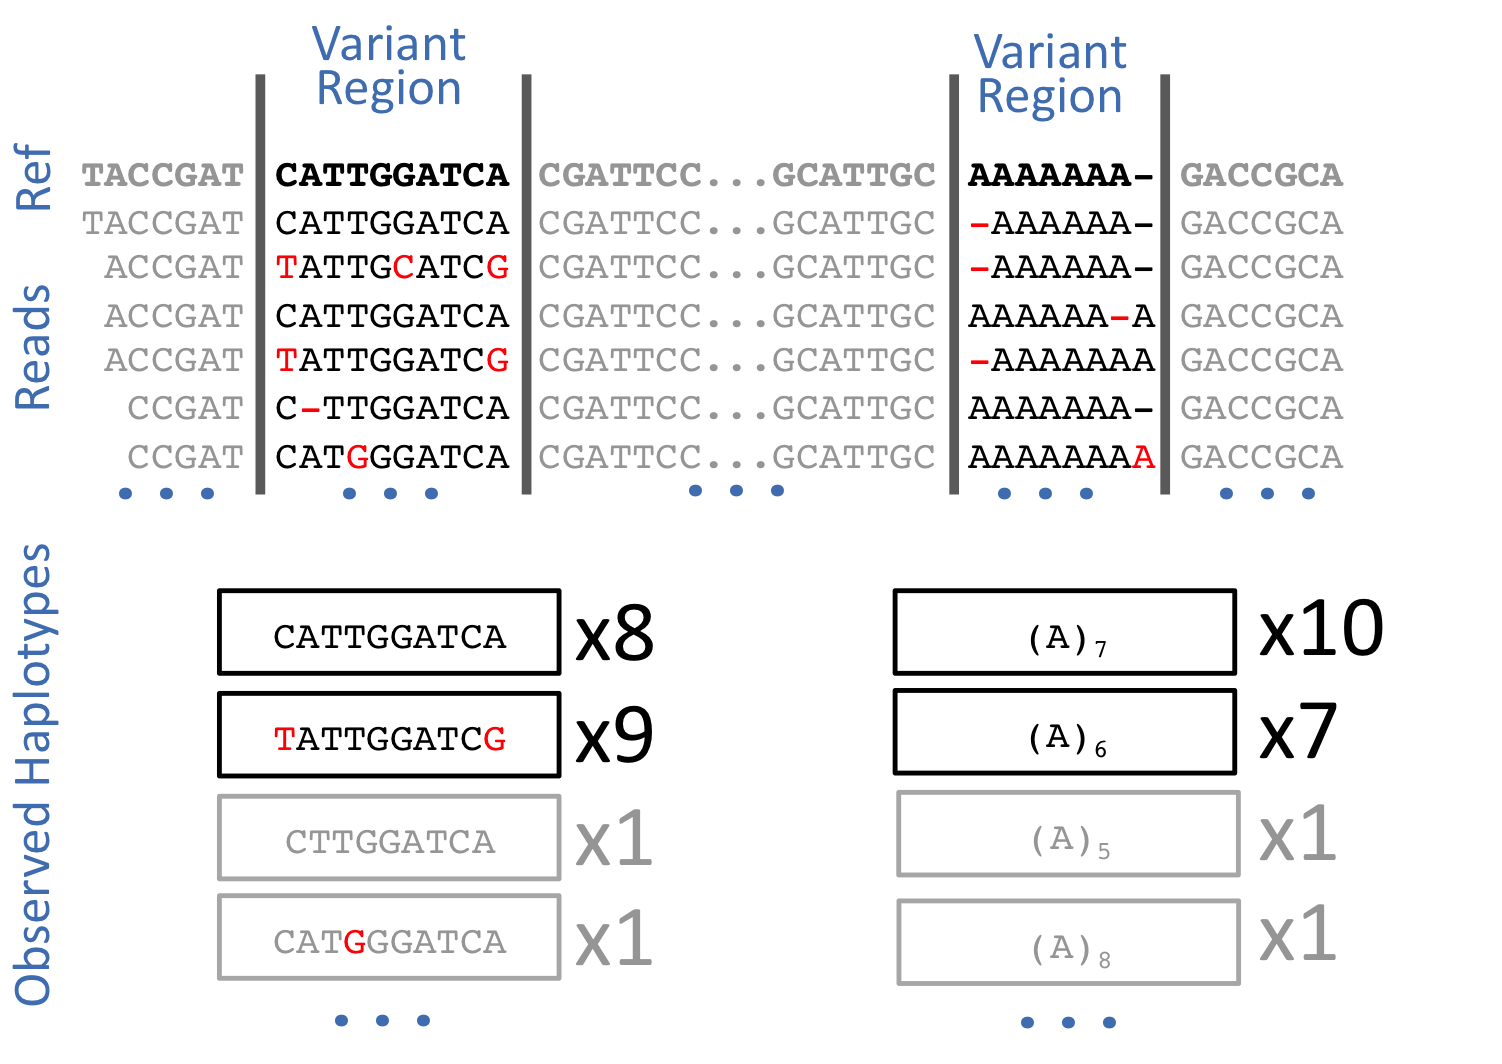 Variant Region
Variant Region
Ref
TACCGAT CATTGGATCA CGATTCC...GCATTGC AAAAAAA- GACCGCA
Reads
TACCGAT CATTGGATCA CGATTCC...GCATTGC -AAAAAA- GACCGCA
ACCGAT TATTGCATCG CGATTCC...GCATTGC -AAAAAA- GACCGCA
ACCGAT CATTGGATCA CGATTCC...GCATTGC AAAAAA-A GACCGCA
ACCGAT TATTGGATCG CGATTCC...GCATTGC -AAAAAAA GACCGCA
CCGAT C-TTGGATCA CGATTCC...GCATTGC AAAAAAA- GACCGCA
CCGAT CATGGGATCA CGATTCC...GCATTGC AAAAAAAA GACCGCA
... ... ... ... ...
Observed Haplotypes
CATTGGATCA x8 (A)₇ x10
TATTGGATCG x9 (A)₆ x7
CTTGGATCA x1 (A)₅ x1
CATGGGATCA x1 (A)₈ x1
... ...